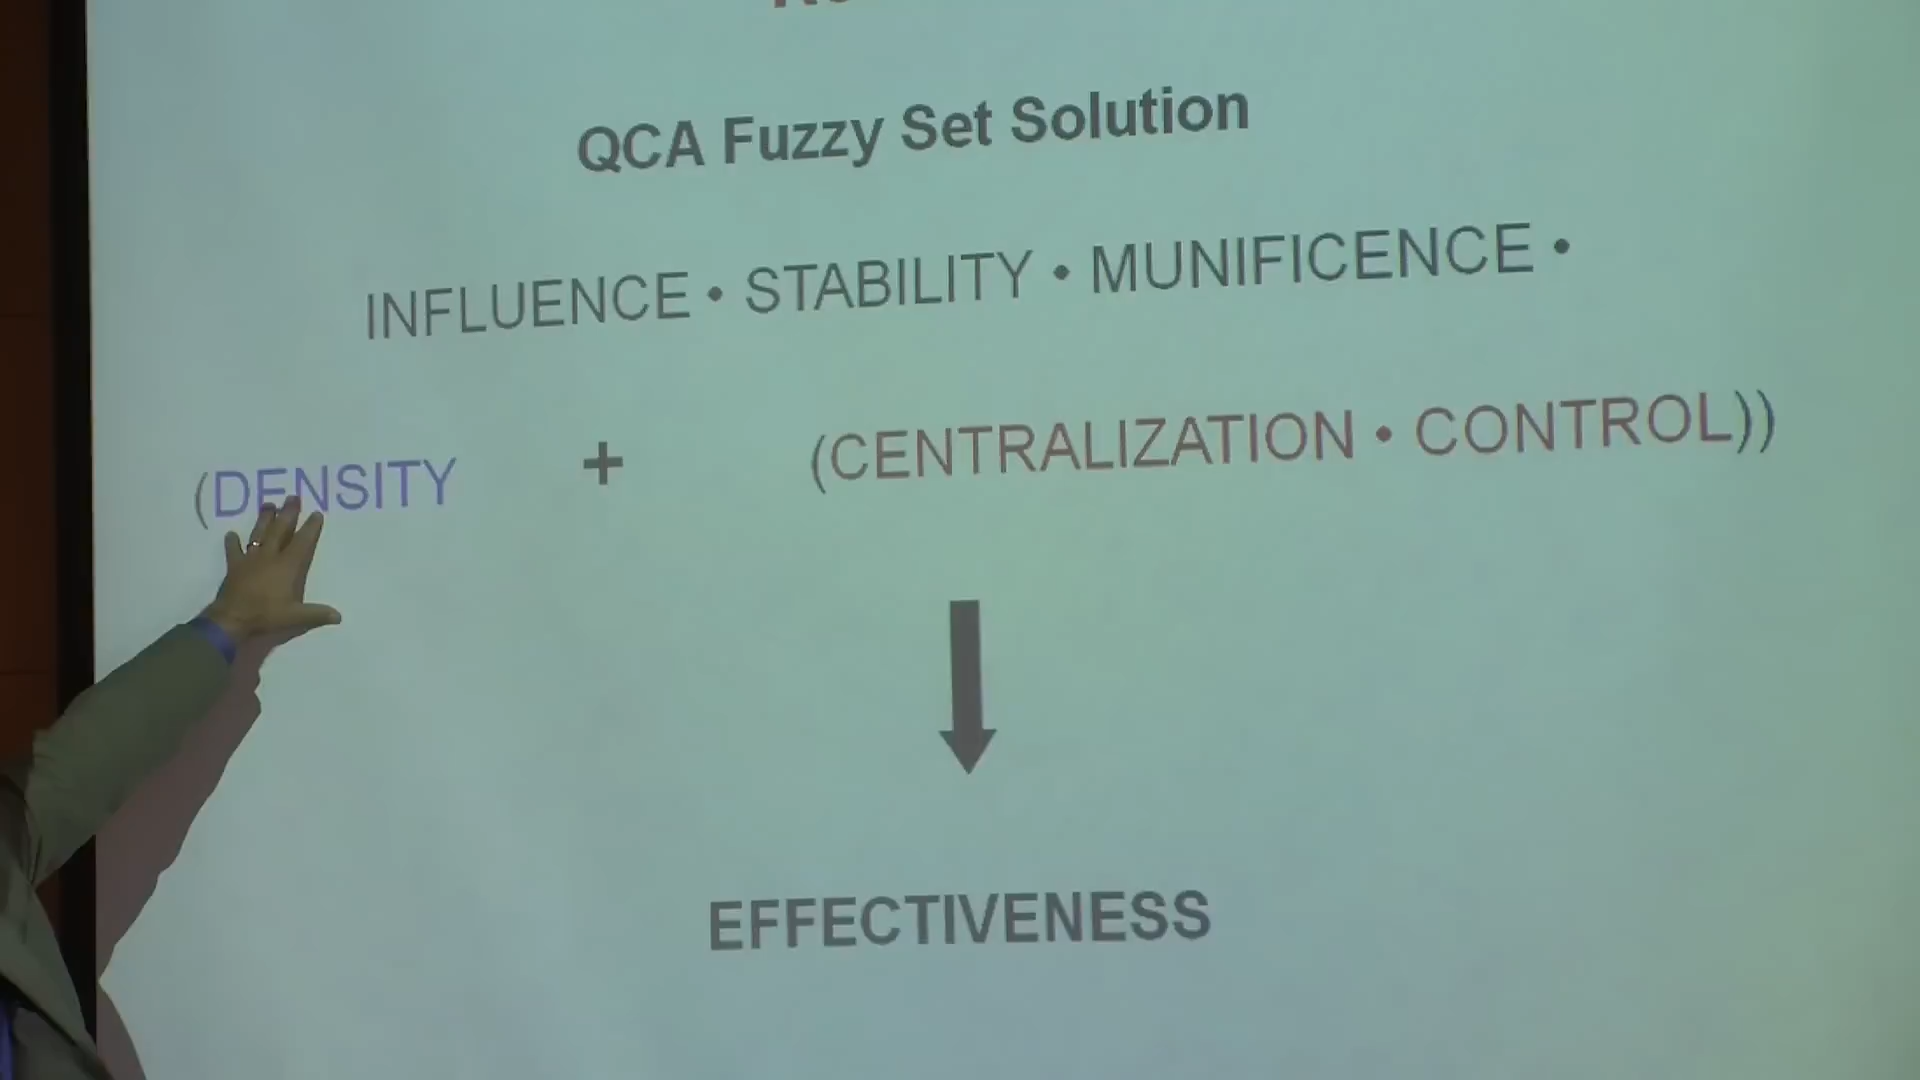 QCA Fuzzy Set Solution
INFLUENCE • STABILITY • MUNIFICENCE •
(DENSITY + (CENTRALIZATION • CONTROL))
EFFECTIVENESS